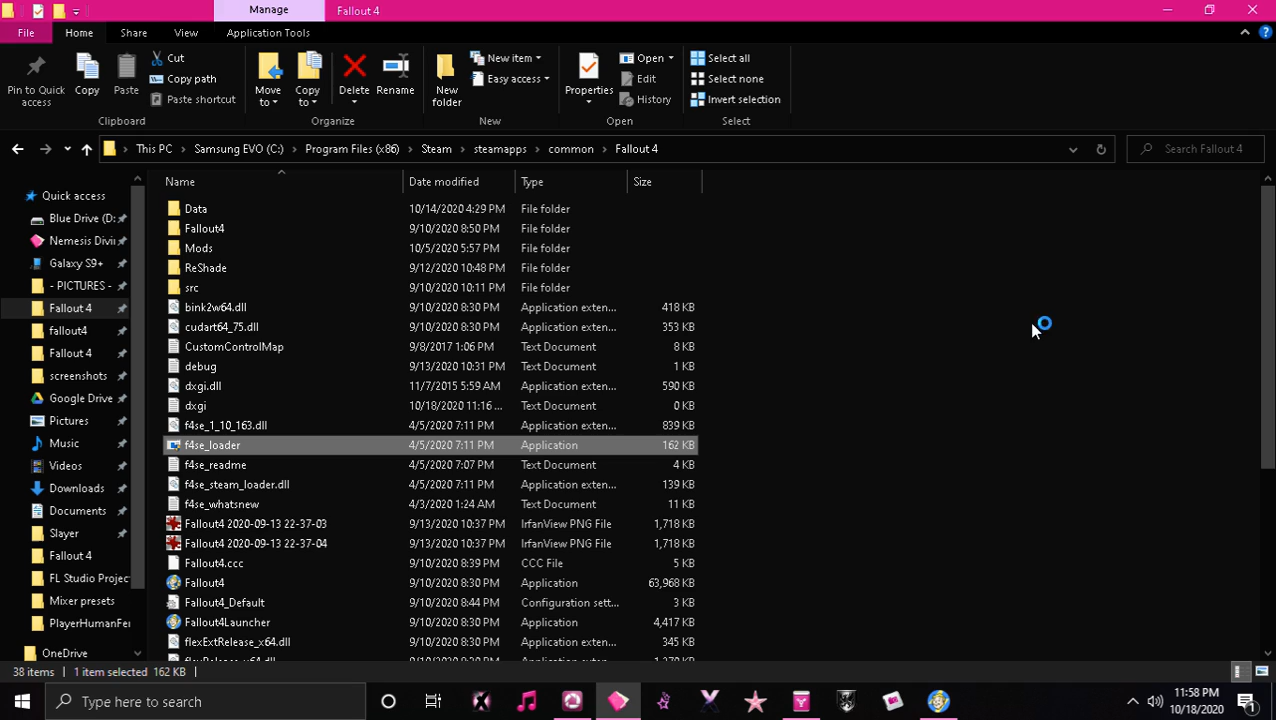 Manage
Fallout 4
File
Home
Share
View
Application Tools
Pin to Quick access
Copy
Paste
Cut
Copy path
Paste shortcut
Clipboard
Move to
Copy to
Delete
Rename
Organize
New folder
New item
Easy access
New
Properties
Open
Edit
History
Open
Select all
Select none
Invert selection
Select
This PC
Samsung EVO (C:)
Program Files (x86)
Steam
steamapps
common
Fallout 4
Search Fallout 4
Quick access
Blue Drive (D:
Nemesis Divi
Galaxy S9+
- PICTURES -
Fallout 4
fallout4
Fallout 4
screenshots
Google Drive
Pictures
Music
Videos
Downloads
Documents
Slayer
Fallout 4
FL Studio Projec
Mixer presets
PlayerHumanFe
OneDrive
Name Date modified Type Size
Data 10/14/2020 4:29 PM File folder
Fallout4 9/10/2020 8:50 PM File folder
Mods 10/5/2020 5:57 PM File folder
ReShade 9/12/2020 10:48 PM File folder
src 9/10/2020 10:11 PM File folder
bink2w64.dll 9/10/2020 8:30 PM Application exten... 418 KB
cudart64_75.dll 9/10/2020 8:30 PM Application exten... 353 KB
CustomControlMap 9/8/2017 1:06 PM Text Document 8 KB
debug 9/13/2020 10:31 PM Text Document 1 KB
dxgi.dll 11/7/2015 5:59 AM Application exten... 590 KB
dxgi 10/18/2020 11:16 ... Text Document 0 KB
f4se_1_10_163.dll 4/5/2020 7:11 PM Application exten... 839 KB
f4se_loader 4/5/2020 7:11 PM Application 162 KB
f4se_readme 4/5/2020 7:07 PM Text Document 4 KB
f4se_steam_loader.dll 4/5/2020 7:11 PM Application exten... 139 KB
f4se_whatsnew 4/3/2020 1:24 AM Text Document 11 KB
Fallout4 2020-09-13 22-37-03 9/13/2020 10:37 PM IrfanView PNG File 1,718 KB
Fallout4 2020-09-13 22-37-04 9/13/2020 10:37 PM IrfanView PNG File 1,718 KB
Fallout4.ccc 9/10/2020 8:39 PM CCC File 1 KB
Fallout4 9/10/2020 8:30 PM Application 63,968 KB
Fallout4_Default 9/10/2020 8:44 PM Configuration sett... 3 KB
Fallout4Launcher 9/10/2020 8:30 PM Application 4,417 KB
flexExtRelease_x64.dll 9/10/2020 8:30 PM Application exten... 345 KB
38 items 1 item selected 162 KB
Type here to search
11:58 PM
10/18/2020
1